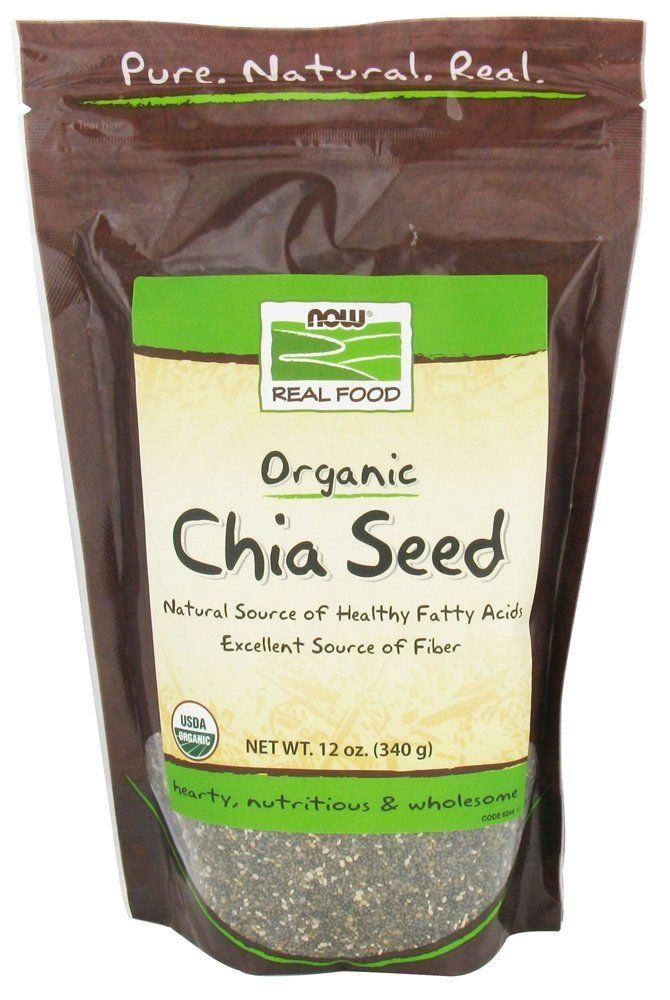 Pure. Natural. Real.
Tear here
NOW®
REAL FOOD
Organic
Chia Seed
Natural Source of Healthy Fatty Acids
Excellent Source of Fiber
USDA
ORGANIC
NET WT. 12 oz. (340 g)
hearty, nutritious & wholesome
CODE